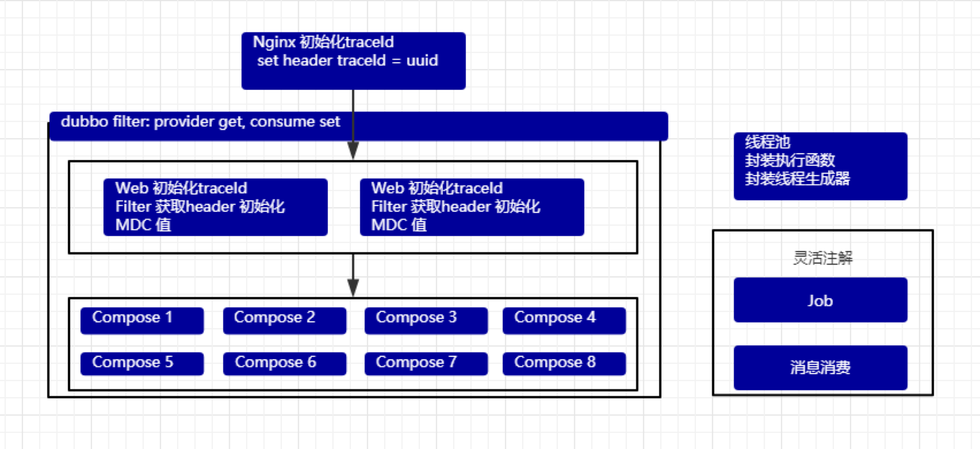 Nginx 初始化traceId
set header traceId = uuid
dubbo filter: provider get, consume set
Web 初始化traceId
Filter 获取header 初始化
MDC 值
Web 初始化traceId
Filter 获取header 初始化
MDC 值
Compose 1
Compose 2
Compose 3
Compose 4
Compose 5
Compose 6
Compose 7
Compose 8
线程池
封装执行函数
封装线程生成器
灵活注解
Job
消息消费